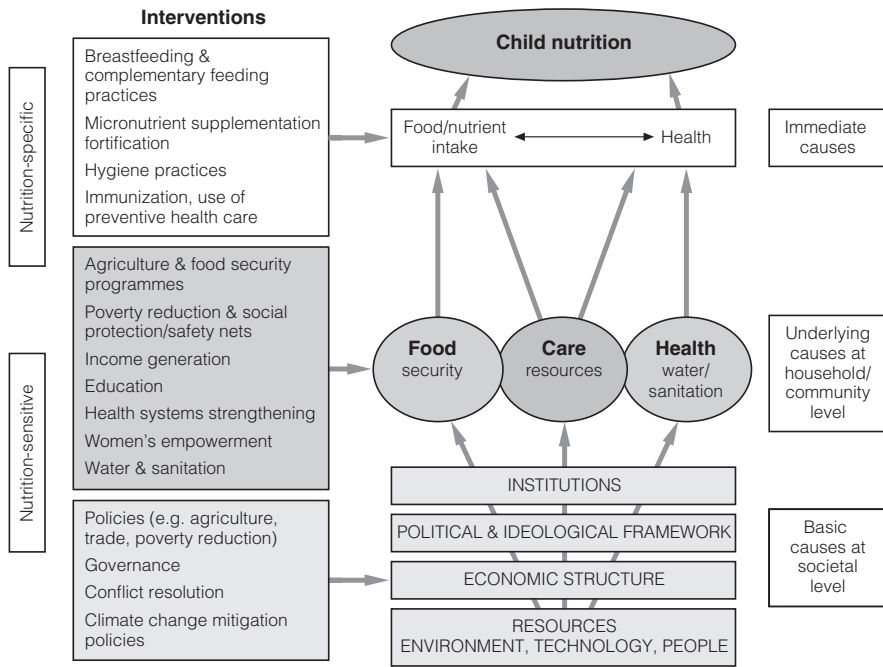 Interventions
Nutrition-specific
Breastfeeding &
complementary feeding
practices
Micronutrient supplementation
fortification
Hygiene practices
Immunization, use of
preventive health care
Nutrition-sensitive
Agriculture & food security
programmes
Poverty reduction & social
protection/safety nets
Income generation
Education
Health systems strengthening
Women's empowerment
Water & sanitation
Policies (e.g. agriculture,
trade, poverty reduction)
Governance
Conflict resolution
Climate change mitigation
policies
Child nutrition
Food/nutrient
intake
Health
Immediate
causes
Food
security
Care
resources
Health
water/
sanitation
Underlying
causes at
household/
community
level
INSTITUTIONS
POLITICAL & IDEOLOGICAL FRAMEWORK
ECONOMIC STRUCTURE
RESOURCES
ENVIRONMENT, TECHNOLOGY, PEOPLE
Basic
causes at
societal
level